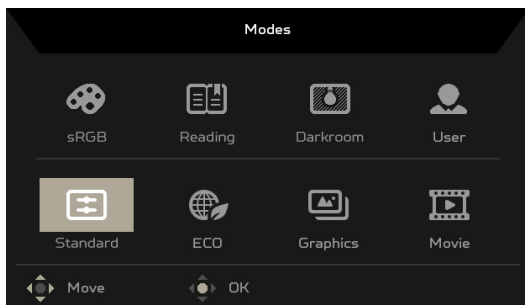 Modes
sRGB Reading Darkroom User
Standard ECO Graphics Movie
Move OK